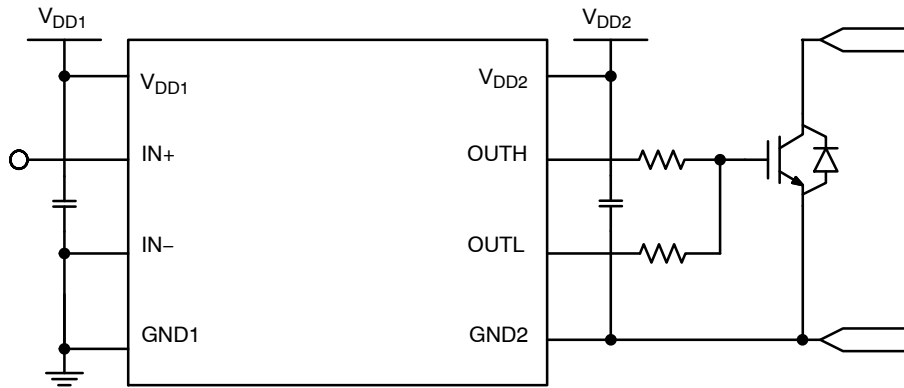 VDD1
VDD2
VDD1
VDD2
IN+
OUTH
IN−
OUTL
GND1
GND2